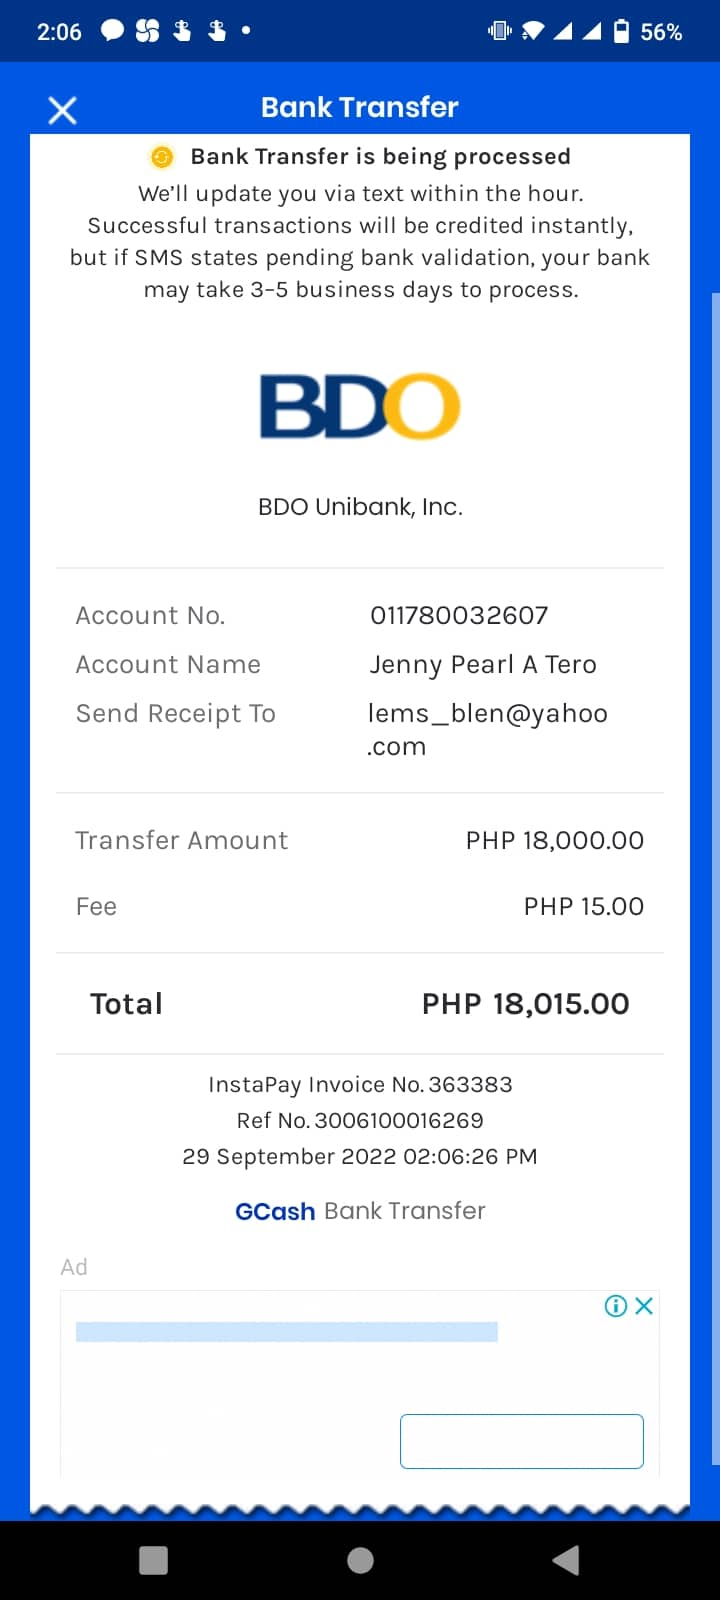 2:06
56%
Bank Transfer
Bank Transfer is being processed
We'll update you via text within the hour.
Successful transactions will be credited instantly,
but if SMS states pending bank validation, your bank
may take 3-5 business days to process.
BDO
BDO Unibank, Inc.
Account No. 011780032607
Account Name Jenny Pearl A Tero
Send Receipt To lems_blen@yahoo
.com
Transfer Amount PHP 18,000.00
Fee PHP 15.00
Total PHP 18,015.00
InstaPay Invoice No. 363383
Ref No. 3006100016269
29 September 2022 02:06:26 PM
GCash Bank Transfer
Ad